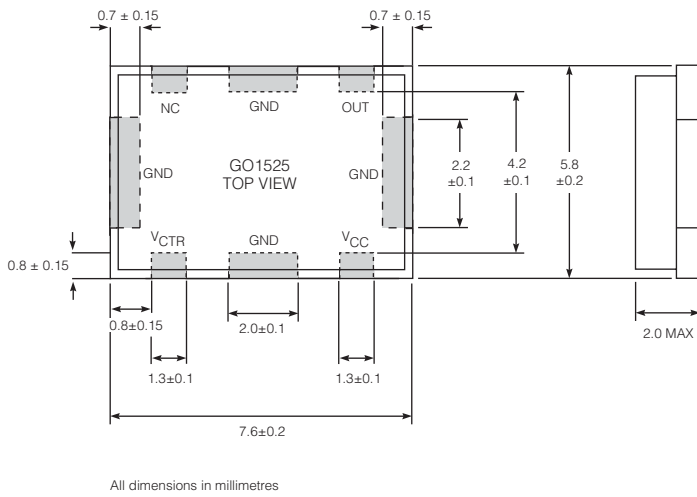 0.7 ± 0.15
0.7 ± 0.15
NC
GND
OUT
GND
GO1525
TOP VIEW
GND
2.2
±0.1
4.2
±0.1
5.8
±0.2
VCTR
GND
VCC
0.8 ± 0.15
0.8±0.15
2.0±0.1
2.0 MAX
1.3±0.1
1.3±0.1
7.6±0.2
All dimensions in millimetres